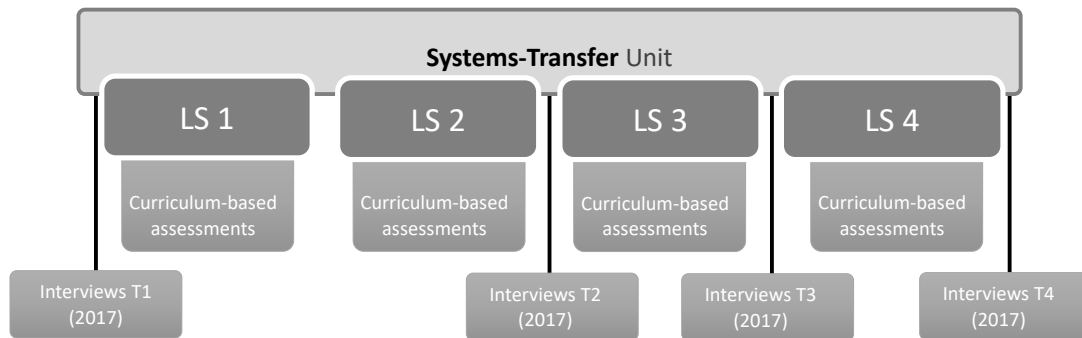 Systems-Transfer Unit
LS 1
LS 2
LS 3
LS 4
Curriculum-based
assessments
Curriculum-based
assessments
Curriculum-based
assessments
Curriculum-based
assessments
Interviews T1
(2017)
Interviews T2
(2017)
Interviews T3
(2017)
Interviews T4
(2017)